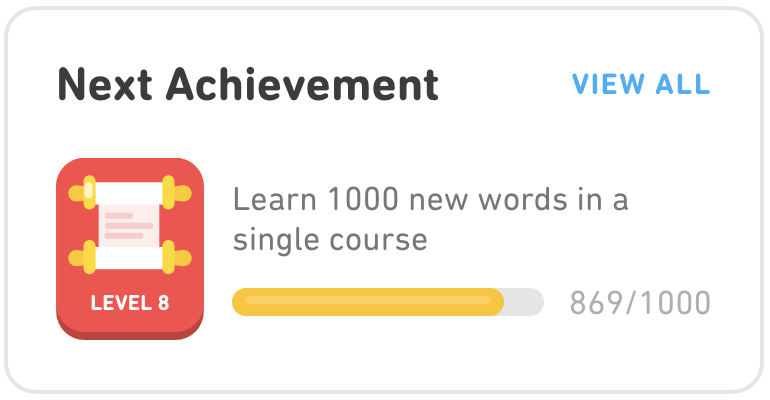 Next Achievement
VIEW ALL
Learn 1000 new words in a
single course
LEVEL 8
869/1000